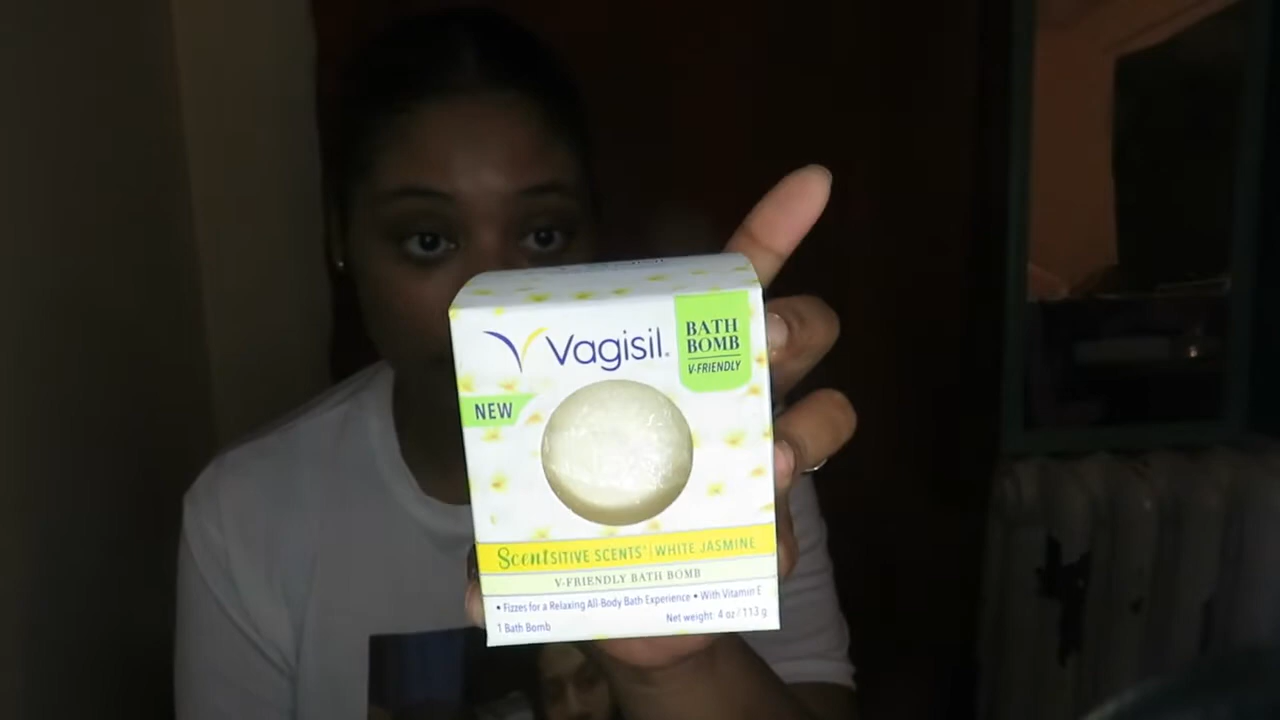 Vagisil®
BATH
BOMB
V-FRIENDLY
NEW
Scentsitive Scents® | WHITE JASMINE
V-FRIENDLY BATH BOMB
• Fizzes for a Relaxing All-Body Bath Experience • With Vitamin E
1 Bath Bomb
Net weight: 4 oz / 113 g